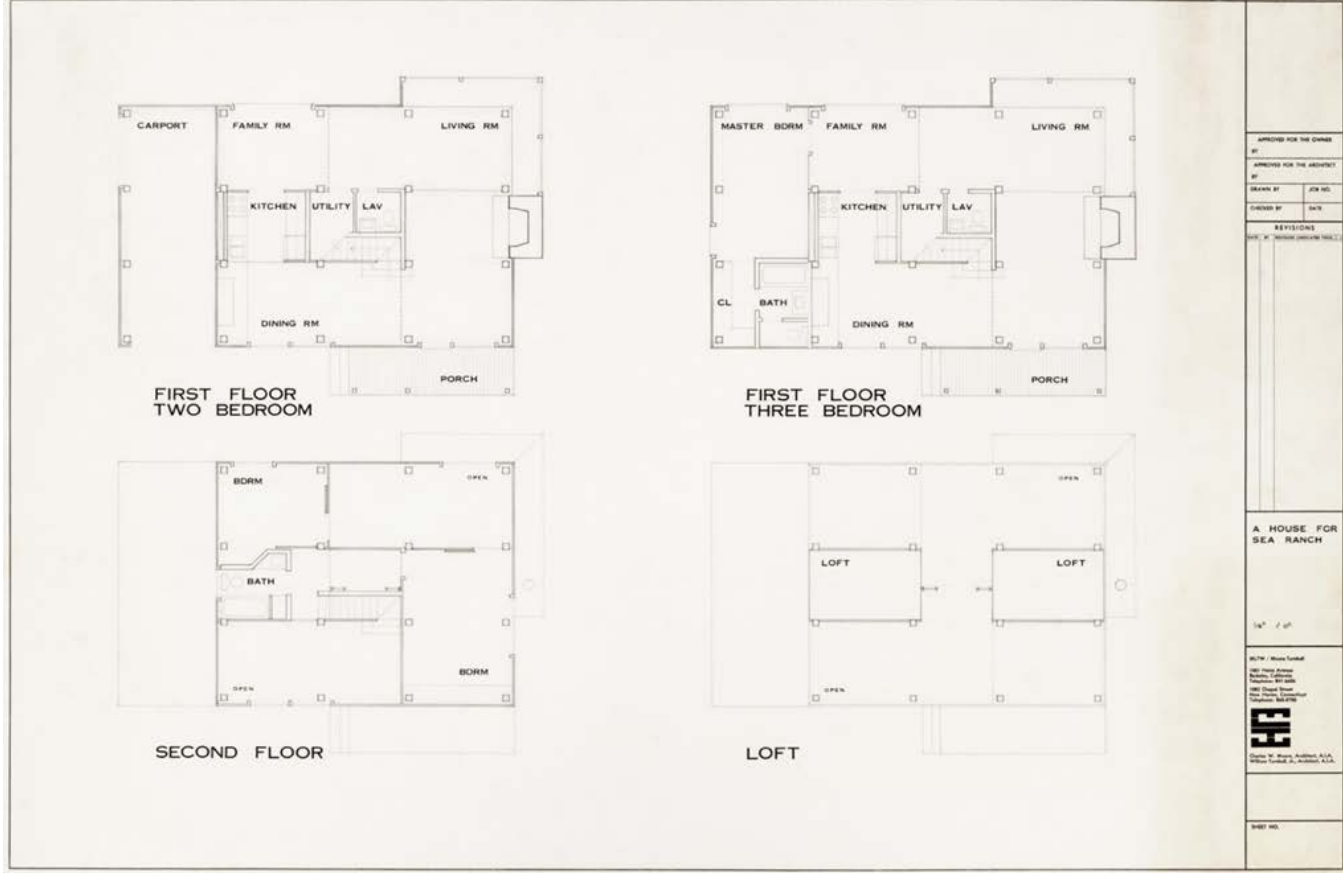 CARPORT
FAMILY RM
LIVING RM
KITCHEN
UTILITY
LAV
DINING RM
PORCH
FIRST FLOOR
TWO BEDROOM
MASTER BDRM
FAMILY RM
LIVING RM
KITCHEN
UTILITY
LAV
CL
BATH
DINING RM
PORCH
FIRST FLOOR
THREE BEDROOM
BDRM
OPEN
BATH
BDRM
OPEN
SECOND FLOOR
OPEN
LOFT
LOFT
OPEN
LOFT
APPROVED FOR THE OWNER
BY
APPROVED FOR THE ARCHITECT
BY
DRAWN BY
JOB NO.
CHECKED BY
DATE
REVISIONS
A HOUSE FOR
SEA RANCH
MLTW / Moore Turnbull
Berkeley, California
New Haven, Connecticut
Charles W. Moore, Architect, A.I.A.
William Turnbull, Jr., Architect, A.I.A.
SHEET NO.